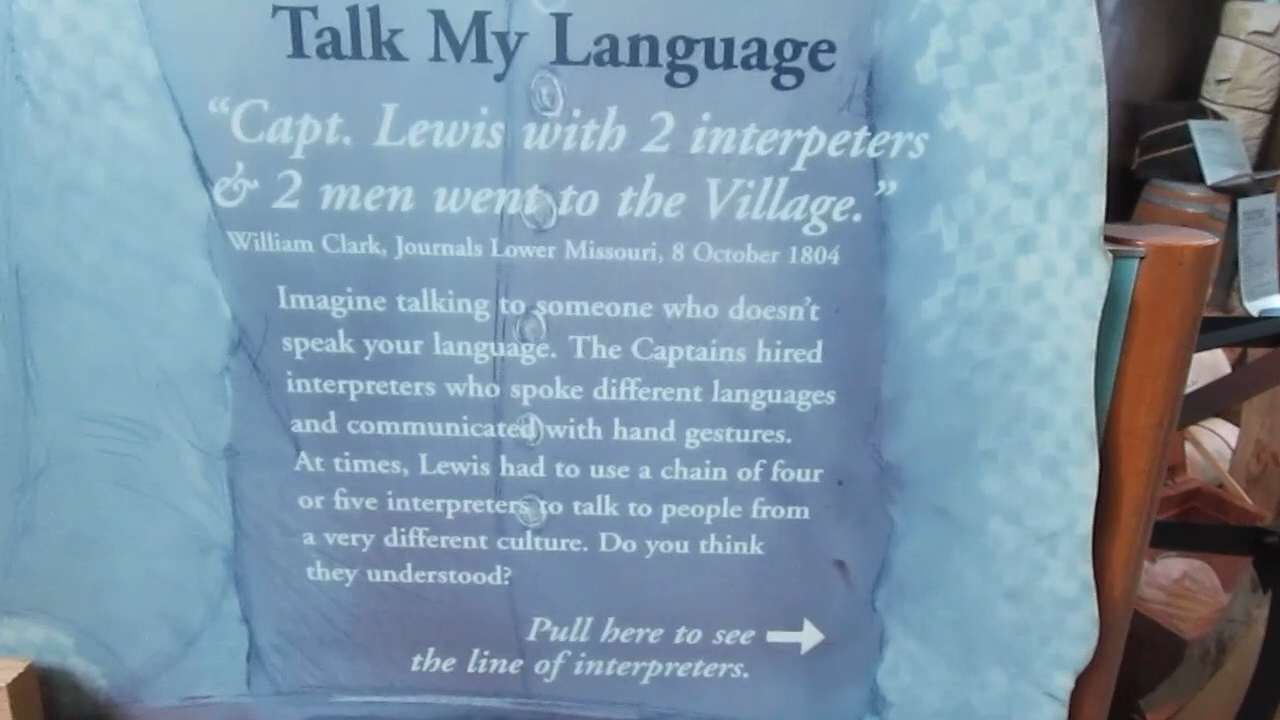 Talk My Language
“Capt. Lewis with 2 interpeters
& 2 men went to the Village.”
William Clark, Journals Lower Missouri, 8 October 1804
Imagine talking to someone who doesn’t
speak your language. The Captains hired
interpreters who spoke different languages
and communicated with hand gestures.
At times, Lewis had to use a chain of four
or five interpreters to talk to people from
a very different culture. Do you think
they understood?
Pull here to see
the line of interpreters.